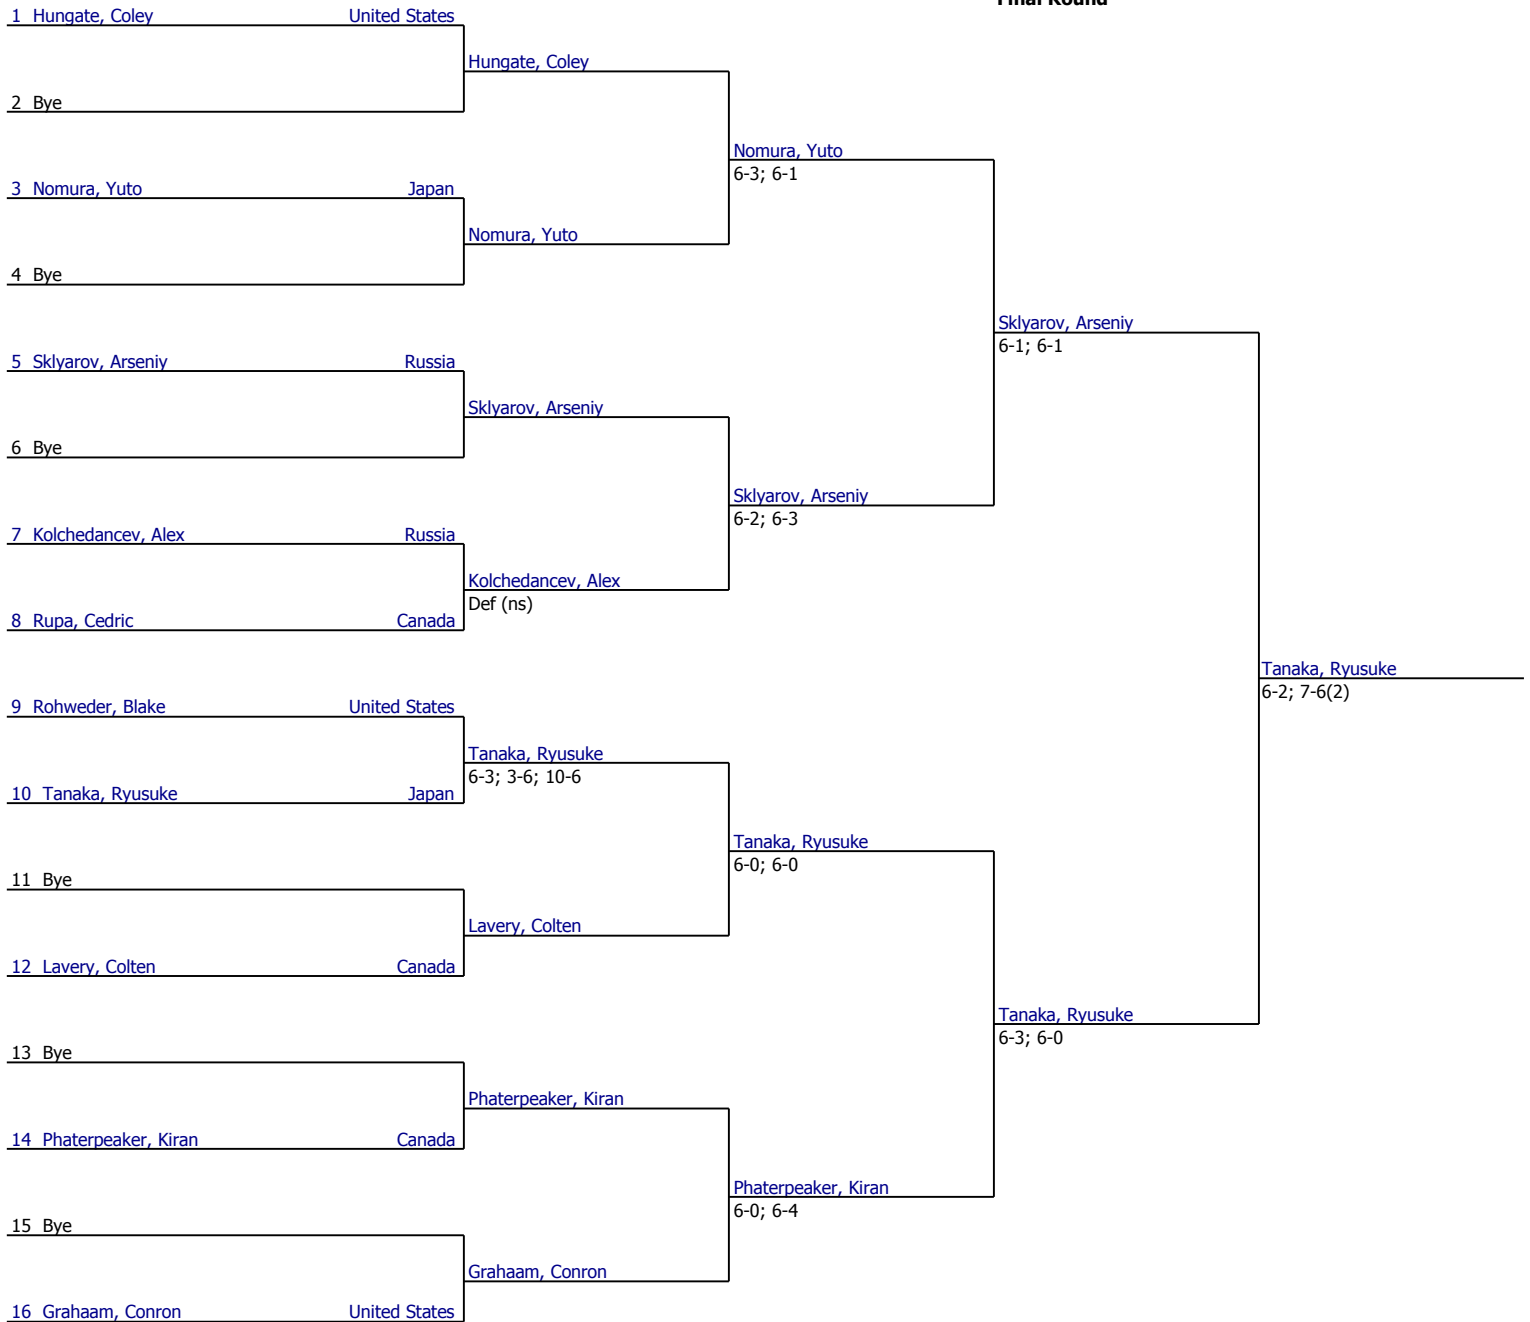 Final Round
1 Hungate, Coley United States
Hungate, Coley
2 Bye
Nomura, Yuto
6-3; 6-1
3 Nomura, Yuto Japan
Nomura, Yuto
4 Bye
Sklyarov, Arseniy
6-1; 6-1
5 Sklyarov, Arseniy Russia
Sklyarov, Arseniy
6 Bye
Sklyarov, Arseniy
6-2; 6-3
7 Kolchedancev, Alex Russia
Kolchedancev, Alex
Def (ns)
8 Rupa, Cedric Canada
Tanaka, Ryusuke
6-2; 7-6(2)
9 Rohweder, Blake United States
Tanaka, Ryusuke
6-3; 3-6; 10-6
10 Tanaka, Ryusuke Japan
Tanaka, Ryusuke
6-0; 6-0
11 Bye
Lavery, Colten
12 Lavery, Colten Canada
Tanaka, Ryusuke
6-3; 6-0
13 Bye
Phaterpeaker, Kiran
14 Phaterpeaker, Kiran Canada
Phaterpeaker, Kiran
6-0; 6-4
15 Bye
Grahaam, Conron
16 Grahaam, Conron United States